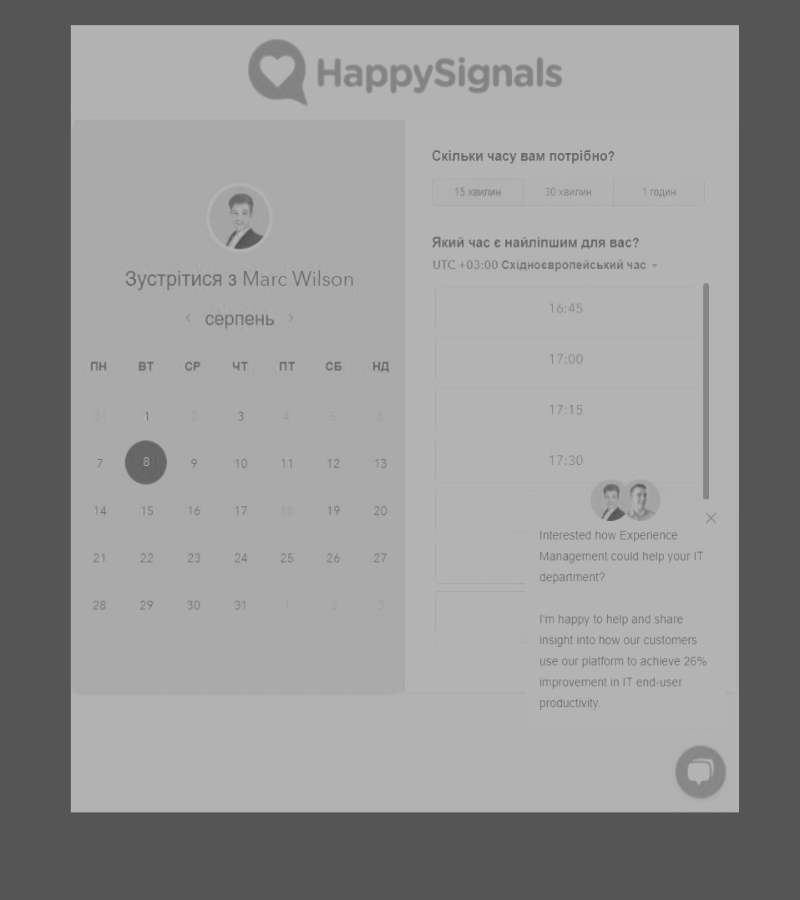 HappySignals
Зустрітися з Marc Wilson
серпень
ПН ВТ СР ЧТ ПТ СБ НД
31 1 2 3 4 5 6
7 8 9 10 11 12 13
14 15 16 17 18 19 20
21 22 23 24 25 26 27
28 29 30 31 1 2 3
Скільки часу вам потрібно?
15 хвилин 30 хвилин 1 годин
Який час є найліпшим для вас?
UTC +03:00 Східноєвропейський час
16:45
17:00
17:15
17:30
Interested how Experience
Management could help your IT
department?
I'm happy to help and share
insight into how our customers
use our platform to achieve 26%
improvement in IT end-user
productivity.